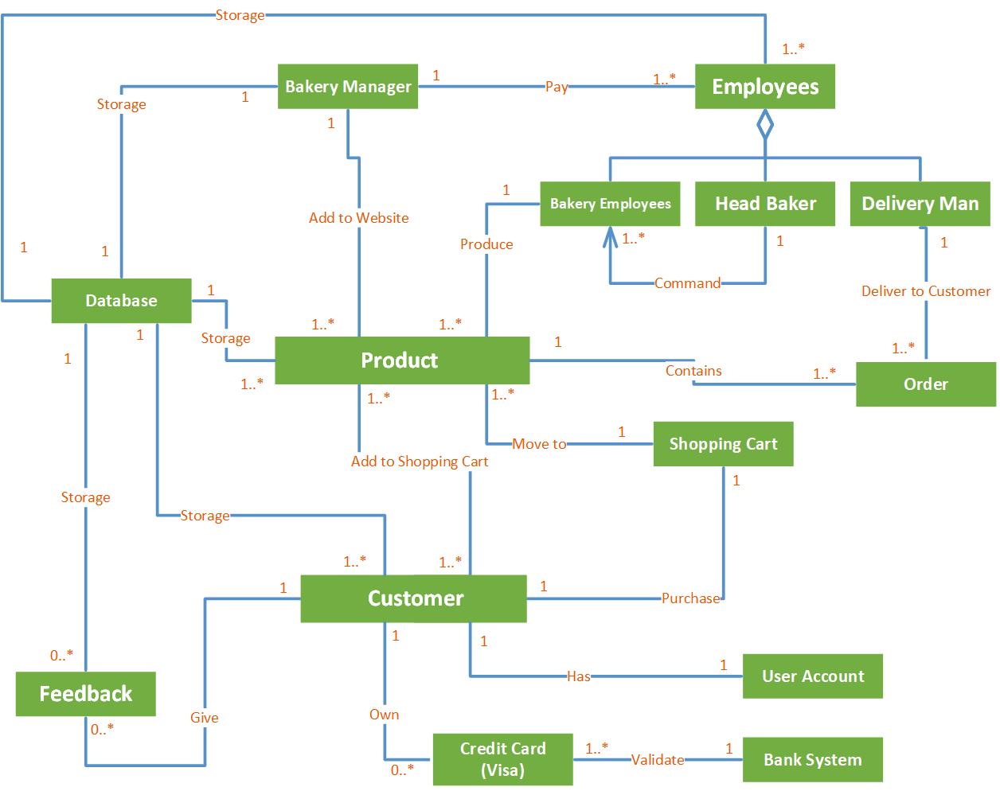 Storage
1..*
Bakery Manager
1
Pay
1..*
Employees
Storage
1
1
Bakery Employees
Head Baker
Delivery Man
1
Add to Website
Produce
1..*
1
1
1
1
Command
Deliver to Customer
Database
1
Storage
1..*
1..*
1
1
1
Product
Contains
1..*
1..*
1..*
1..*
1..*
Order
Move to
1
Shopping Cart
Add to Shopping Cart
1
Storage
Storage
1..*
1..*
1
Customer
1
Purchase
1
1
0..*
Feedback
Has
1
User Account
0..*
Give
Own
0..*
Credit Card
(Visa)
1..*
Validate
1
Bank System